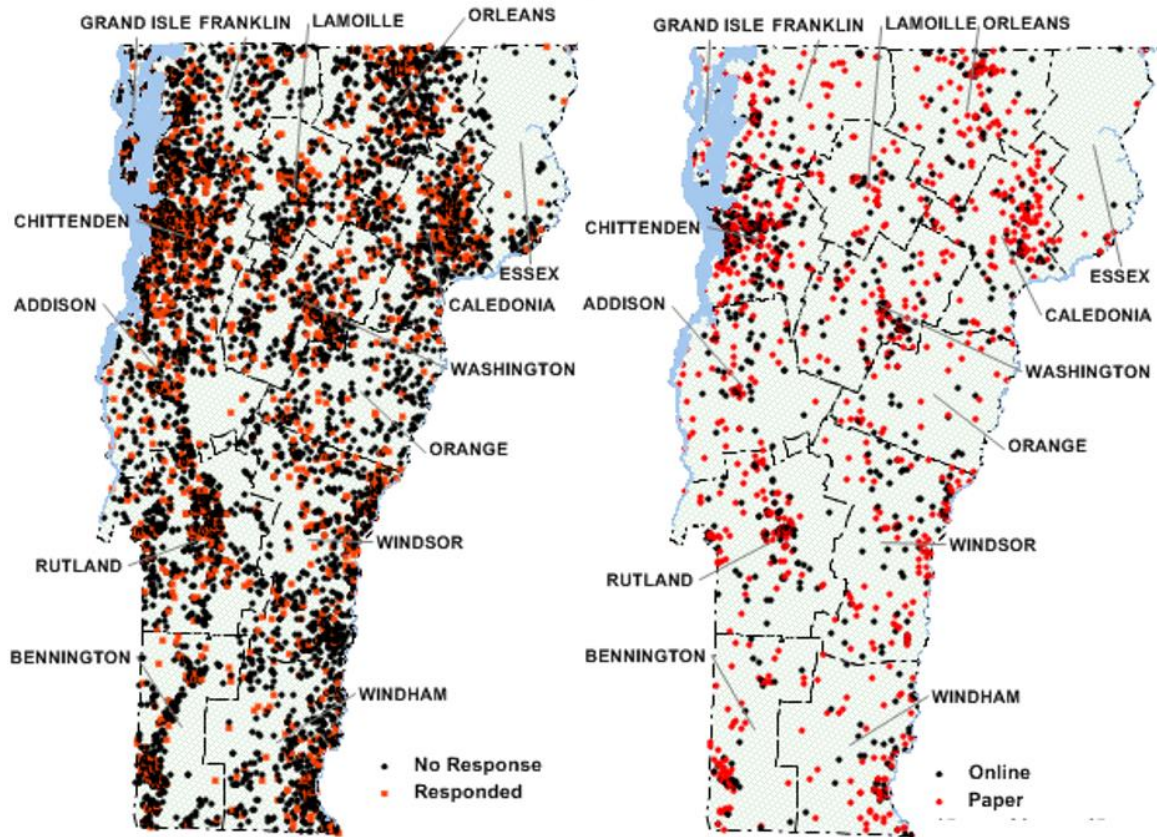 GRAND ISLE FRANKLIN
LAMOILLE
ORLEANS
CHITTENDEN
ADDISON
ESSEX
CALEDONIA
WASHINGTON
ORANGE
RUTLAND
WINDSOR
BENNINGTON
WINDHAM
No Response
Responded
GRAND ISLE FRANKLIN
LAMOILLE ORLEANS
CHITTENDEN
ADDISON
ESSEX
CALEDONIA
WASHINGTON
ORANGE
RUTLAND
WINDSOR
BENNINGTON
WINDHAM
Online
Paper